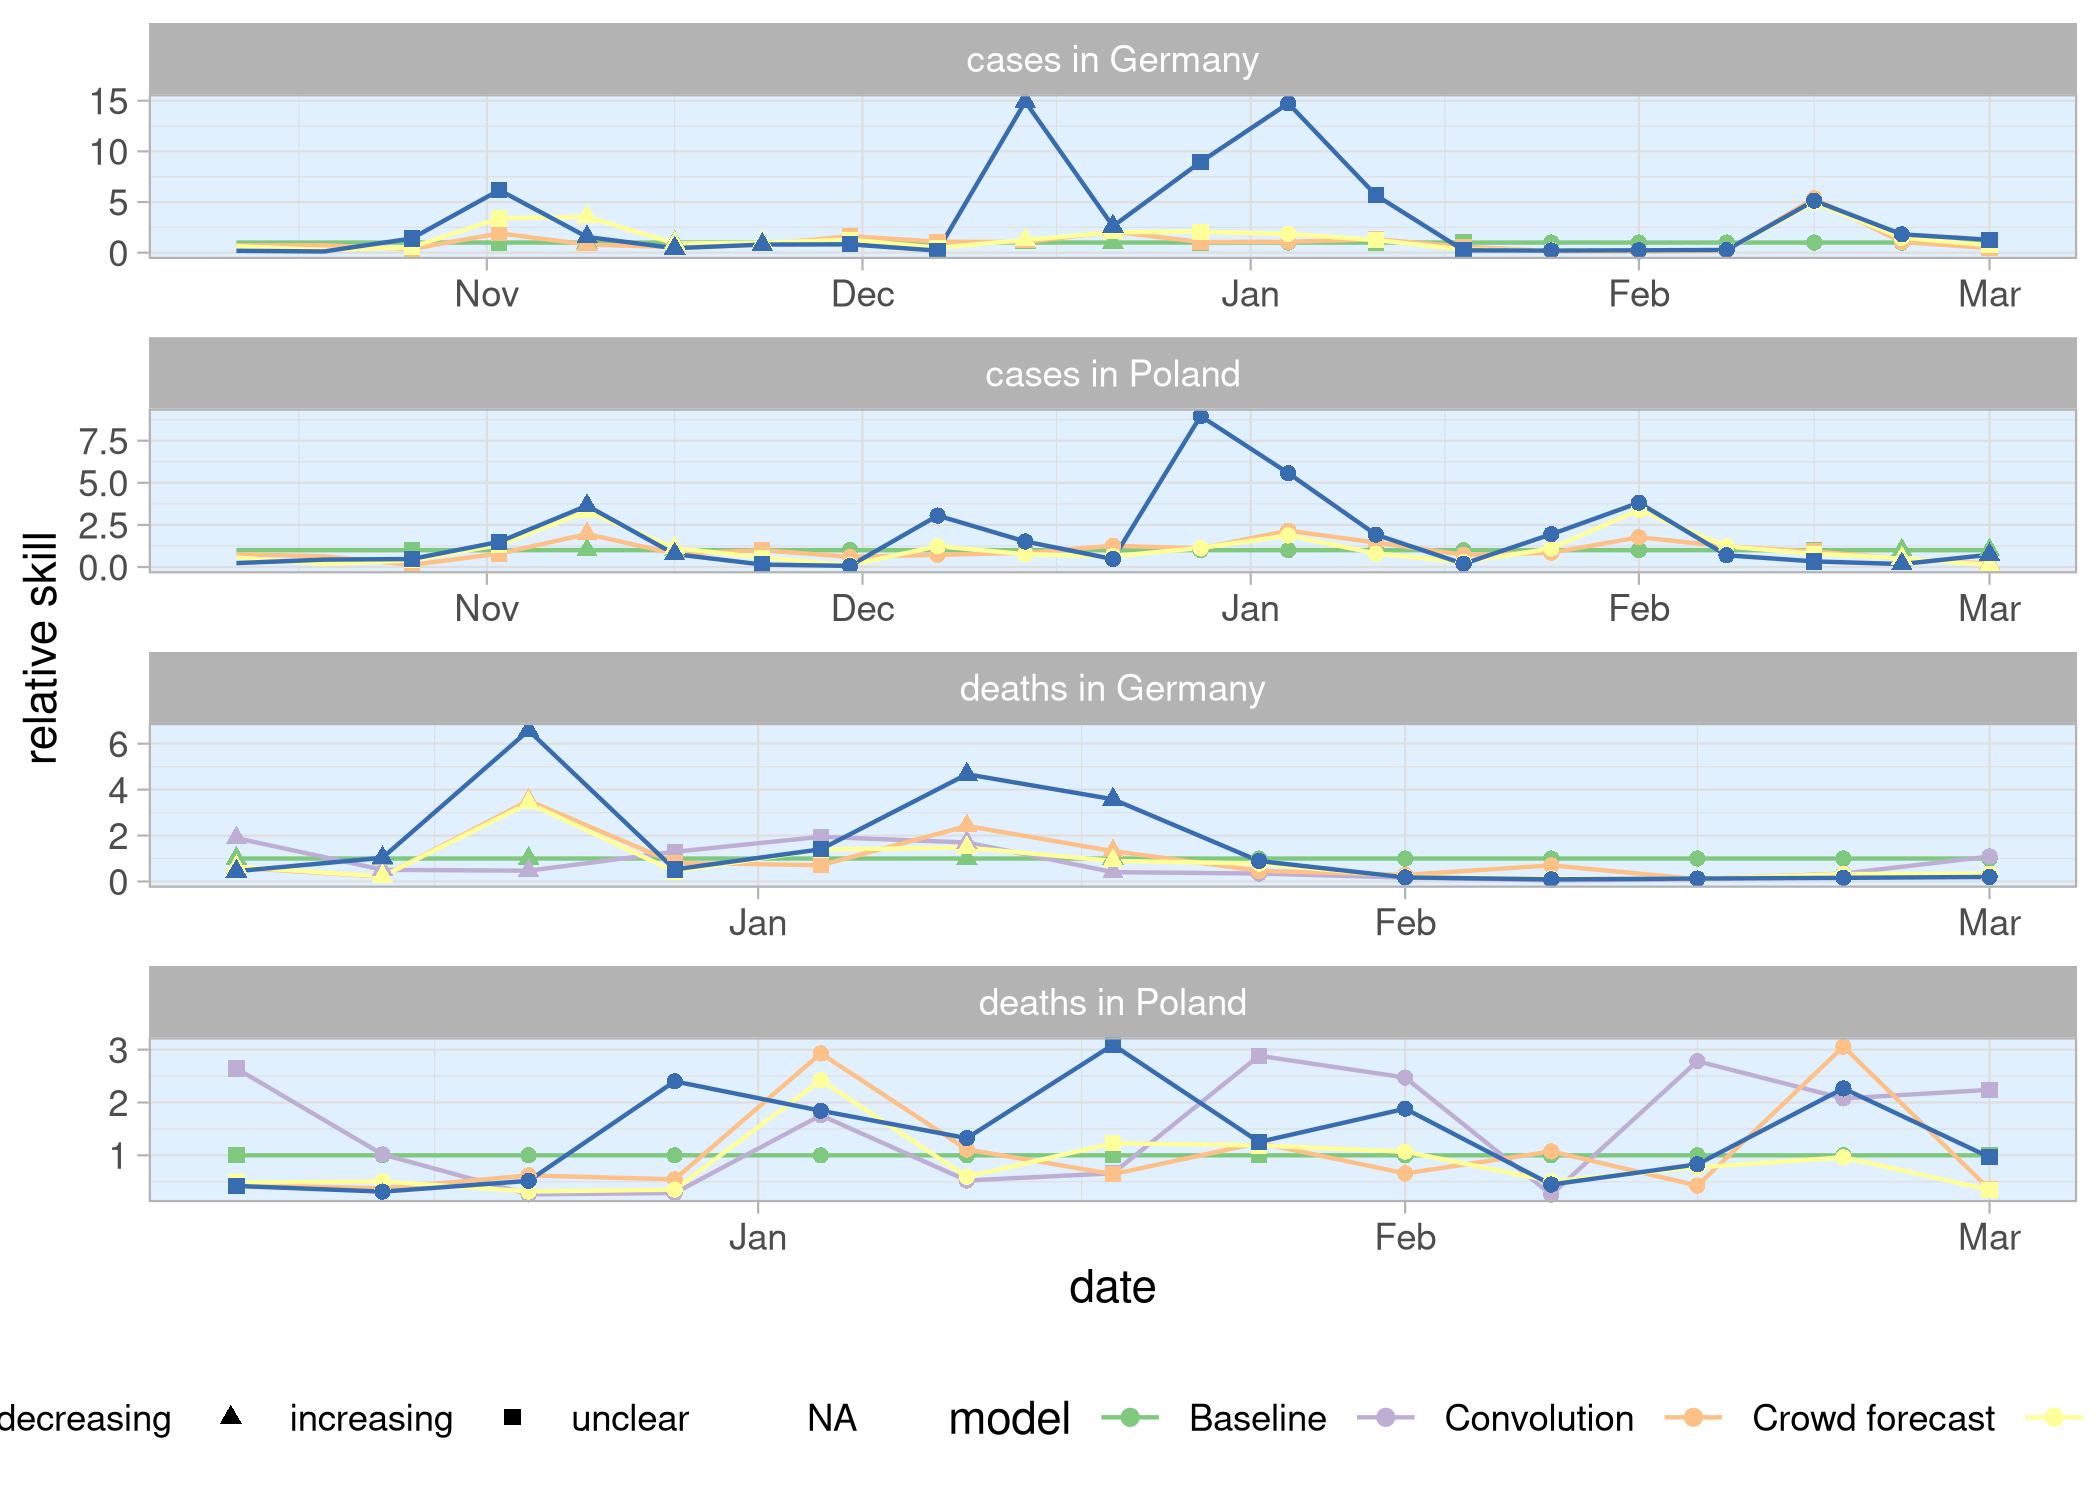 cases in Germany
15
10
5
0
Nov Dec Jan Feb Mar
cases in Poland
7.5
5.0
2.5
0.0
Nov Dec Jan Feb Mar
relative skill
deaths in Germany
6
4
2
0
Jan Feb Mar
deaths in Poland
3
2
1
Jan Feb Mar
date
decreasing increasing unclear NA model Baseline Convolution Crowd forecast